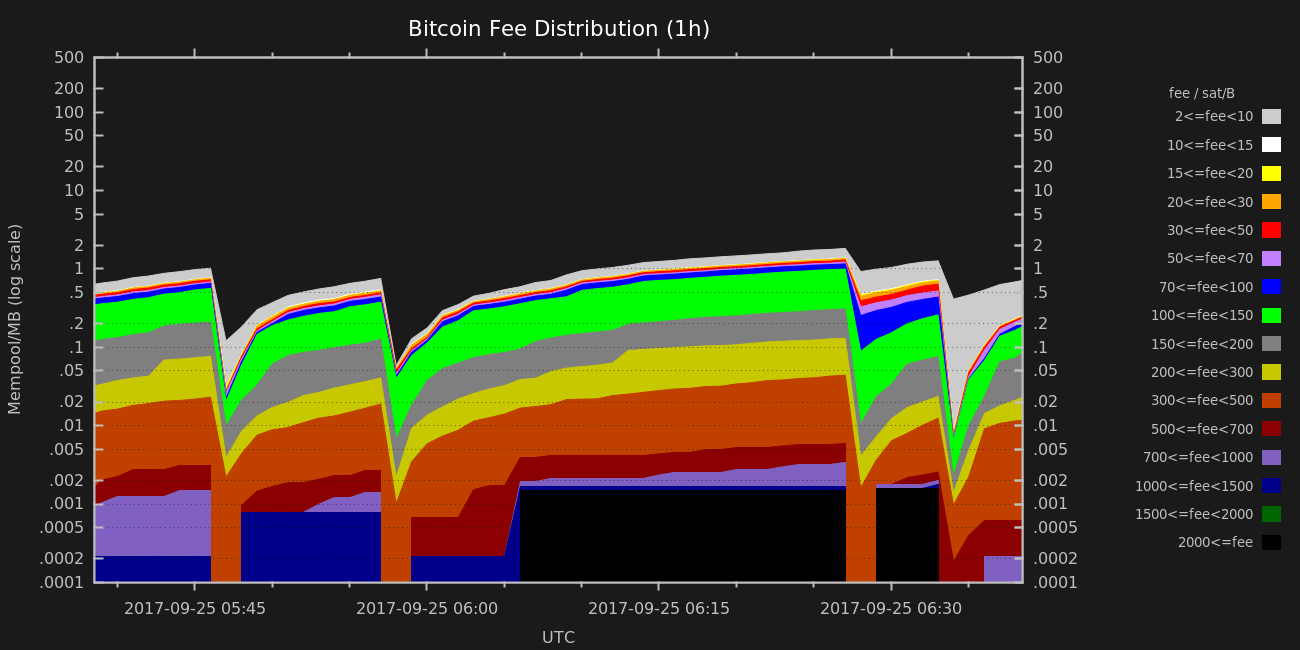 Bitcoin Fee Distribution (1h)
500 500
200 200
100 100
50 50
20 20
10 10
5 5
2 2
1 1
.5 .5
.2 .2
.1 .1
.05 .05
.02 .02
.01 .01
.005 .005
.002 .002
.001 .001
.0005 .0005
.0002 .0002
.0001 .0001
Mempool/MB (log scale)
2017-09-25 05:45 2017-09-25 06:00 2017-09-25 06:15 2017-09-25 06:30
UTC
fee / sat/B
2<=fee<10
10<=fee<15
15<=fee<20
20<=fee<30
30<=fee<50
50<=fee<70
70<=fee<100
100<=fee<150
150<=fee<200
200<=fee<300
300<=fee<500
500<=fee<700
700<=fee<1000
1000<=fee<1500
1500<=fee<2000
2000<=fee